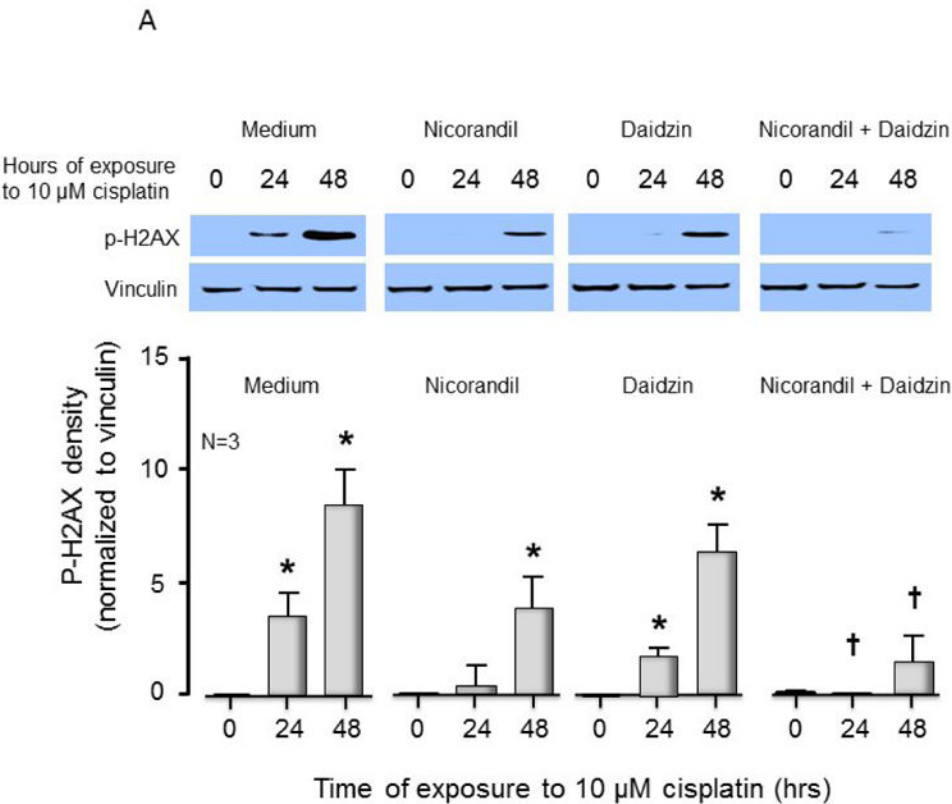 A
Medium Nicorandil Daidzin Nicorandil + Daidzin
Hours of exposure
to 10 µM cisplatin
0 24 48 0 24 48 0 24 48 0 24 48
p-H2AX
Vinculin
P-H2AX density
(normalized to vinculin)
15
10
5
0
Medium Nicorandil Daidzin Nicorandil + Daidzin
N=3
* * * * * † †
0 24 48 0 24 48 0 24 48 0 24 48
Time of exposure to 10 µM cisplatin (hrs)